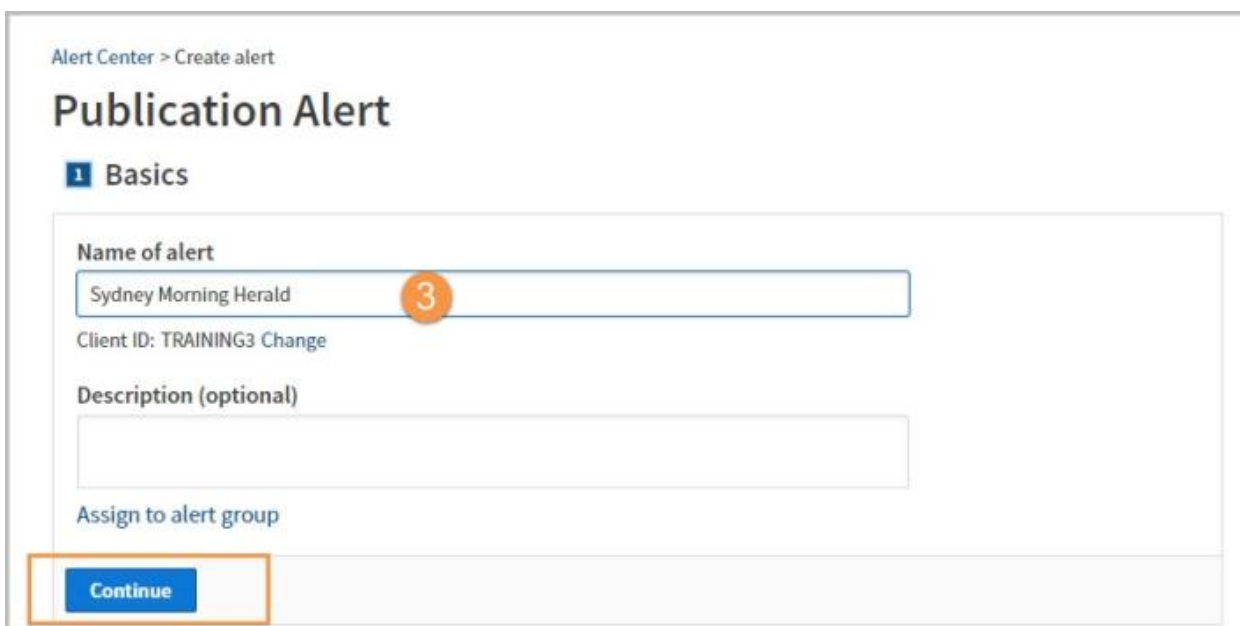 Alert Center > Create alert
Publication Alert
1 Basics
Name of alert
Sydney Morning Herald 3
Client ID: TRAINING3 Change
Description (optional)
Assign to alert group
Continue